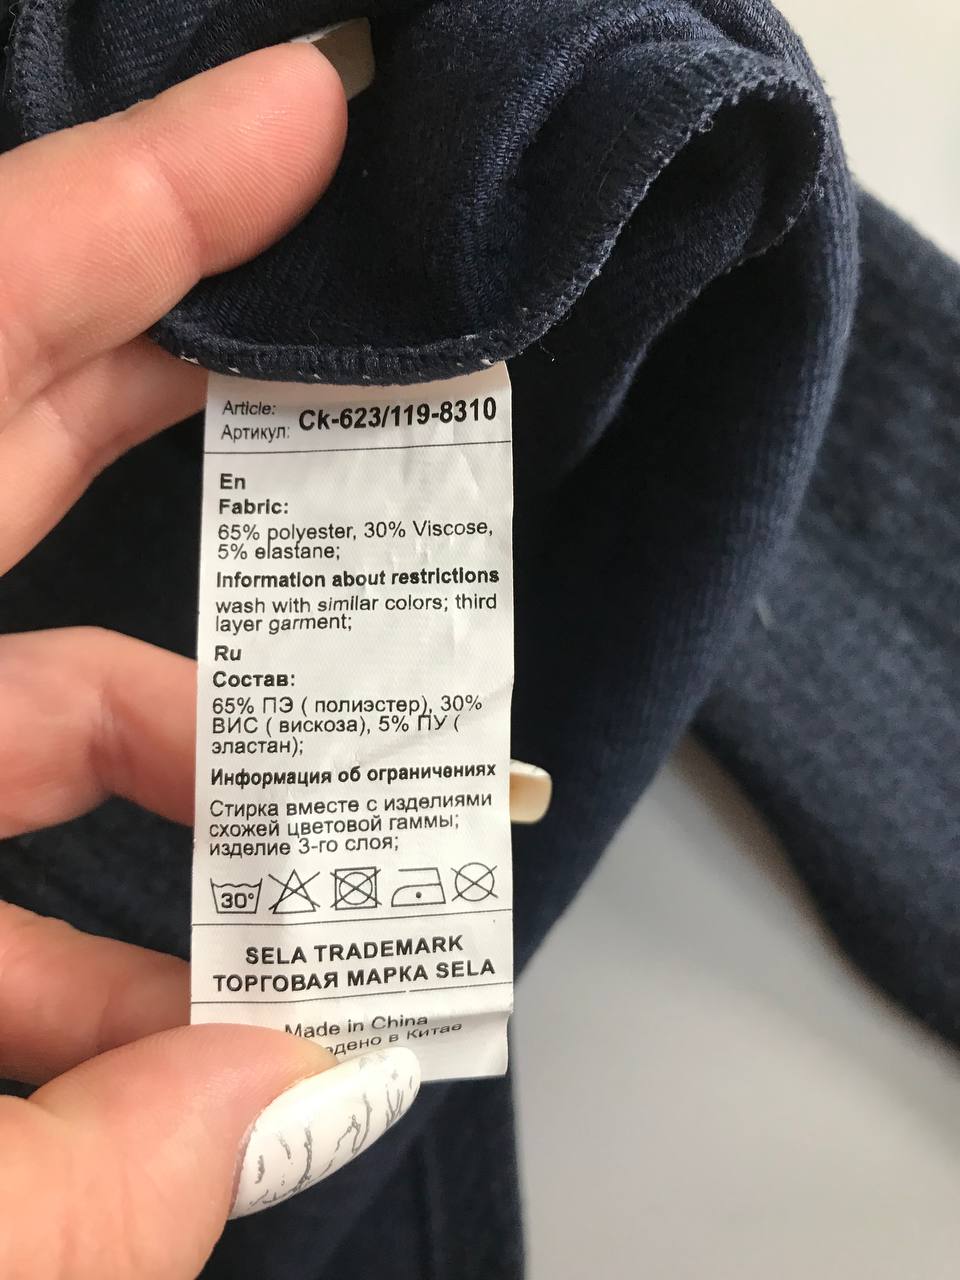 Article:
Артикул:
Ck-623/119-8310
En
Fabric:
65% polyester, 30% Viscose,
5% elastane;
Information about restrictions
wash with similar colors; third
layer garment;
Ru
Состав:
65% ПЭ ( полиэстер), 30%
ВИС ( вискоза), 5% ПУ (
эластан);
Информация об ограничениях
Стирка вместе с изделиями
схожей цветовой гаммы;
изделие 3-го слоя;
30°
SELA TRADEMARK
ТОРГОВАЯ МАРКА SELA
Made in China
в Китае